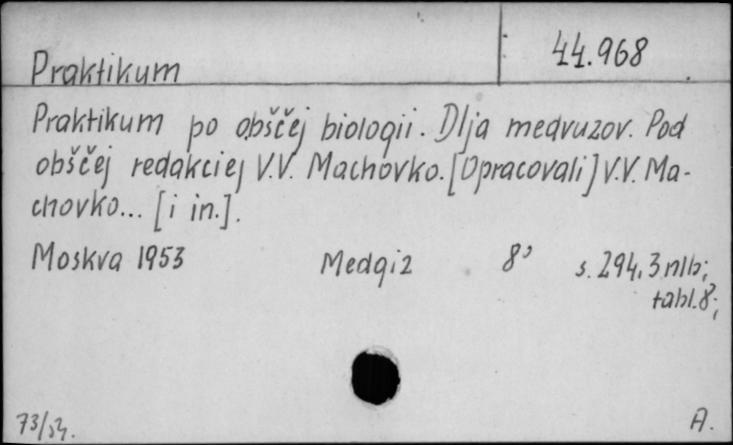 Praktikum
44.968
Praktikum po obščej biologii. Dlja medvuzov. Pod
obščej redakciej V.V. Machovko. [Opracovali] V.V. Ma-
chovko... [i in.].
Moskva 1953 Medgiz 8° s. 294, 3 nlb;
tabl. 8;
73/54.
A.